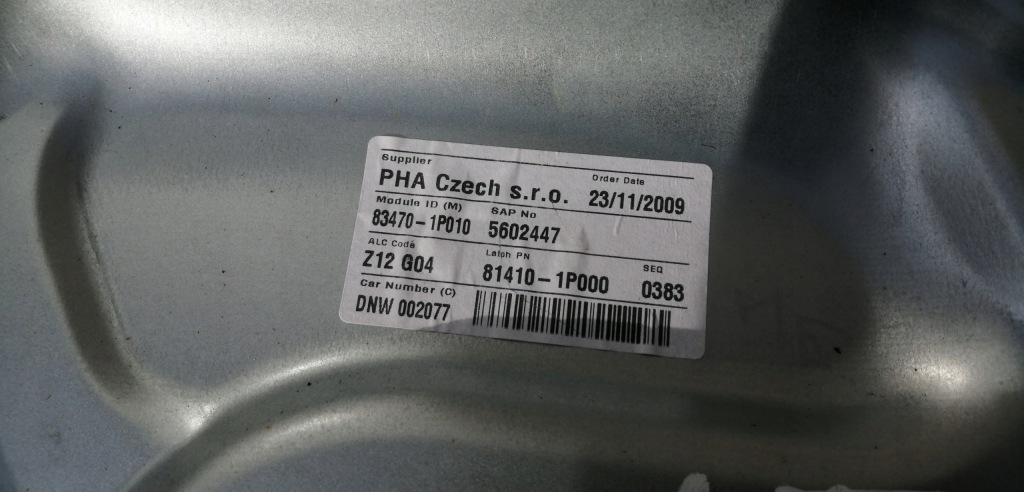 Supplier
Order Date
PHA Czech s.r.o. 23/11/2009
Module ID (M) SAP No
83470-1P010 5602447
ALC Code Latch PN SEQ
Z12 G04 81410-1P000 0383
Car Number (C)
DNW 002077